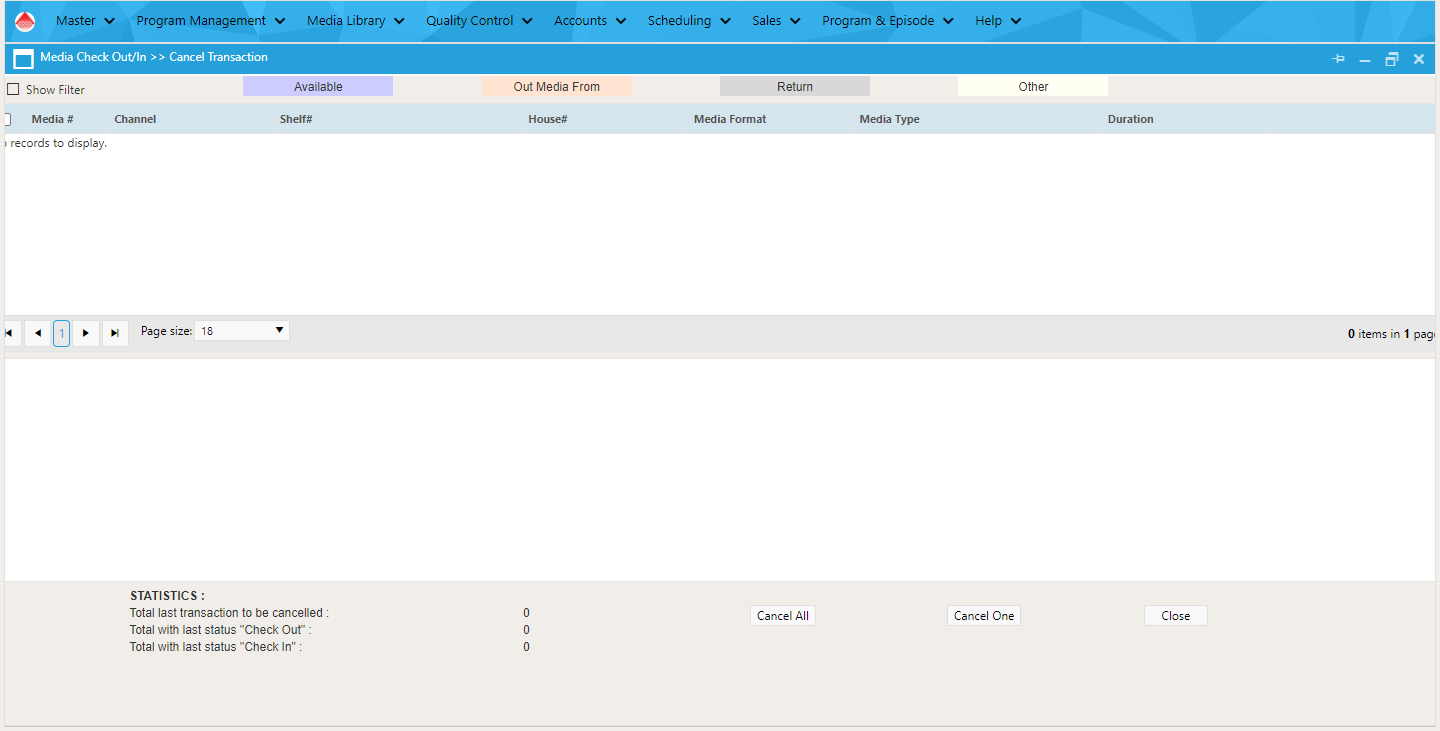 Master Program Management Media Library Quality Control Accounts Scheduling Sales Program & Episode Help
Media Check Out/In >> Cancel Transaction
Show Filter Available Out Media From Return Other
Media # Channel Shelf# House# Media Format Media Type Duration
records to display.
1 Page size: 18 0 items in 1 page
STATISTICS :
Total last transaction to be cancelled : 0 Cancel All Cancel One Close
Total with last status "Check Out" : 0
Total with last status "Check In" : 0